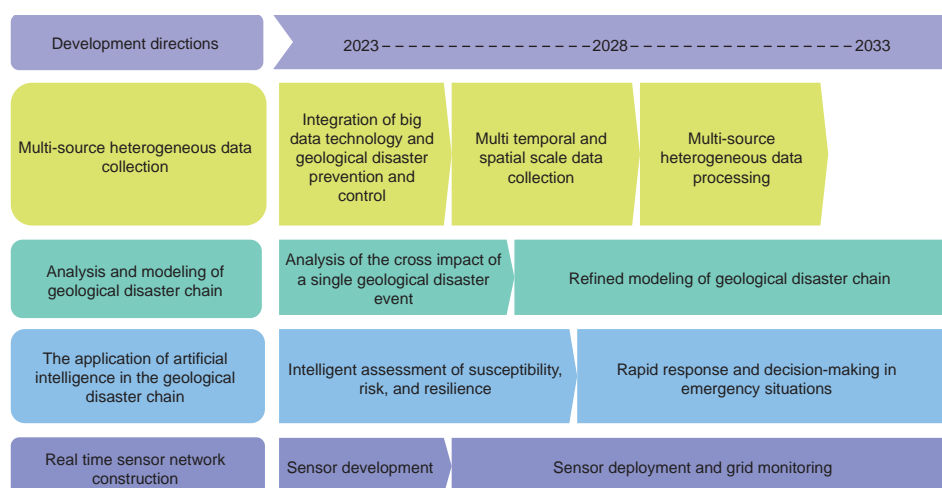 Development directions
2023
2028
2033
Multi-source heterogeneous data
collection
Integration of big
data technology and
geological disaster
prevention and
control
Multi temporal and
spatial scale data
collection
Multi-source
heterogeneous data
processing
Analysis and modeling of
geological disaster chain
Analysis of the cross impact of
a single geological disaster
event
Refined modeling of geological disaster chain
The application of artificial
intelligence in the geological
disaster chain
Intelligent assessment of susceptibility,
risk, and resilience
Rapid response and decision-making in
emergency situations
Real time sensor network
construction
Sensor development
Sensor deployment and grid monitoring